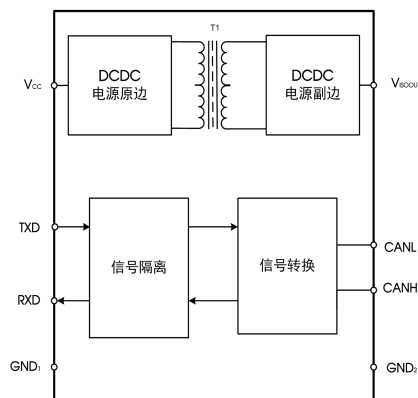 T1
DCDC
电源原边
DCDC
电源副边
Vcc
VISOOUT
TXD
信号隔离
信号转换
CANL
RXD
CANH
GND1
GND2